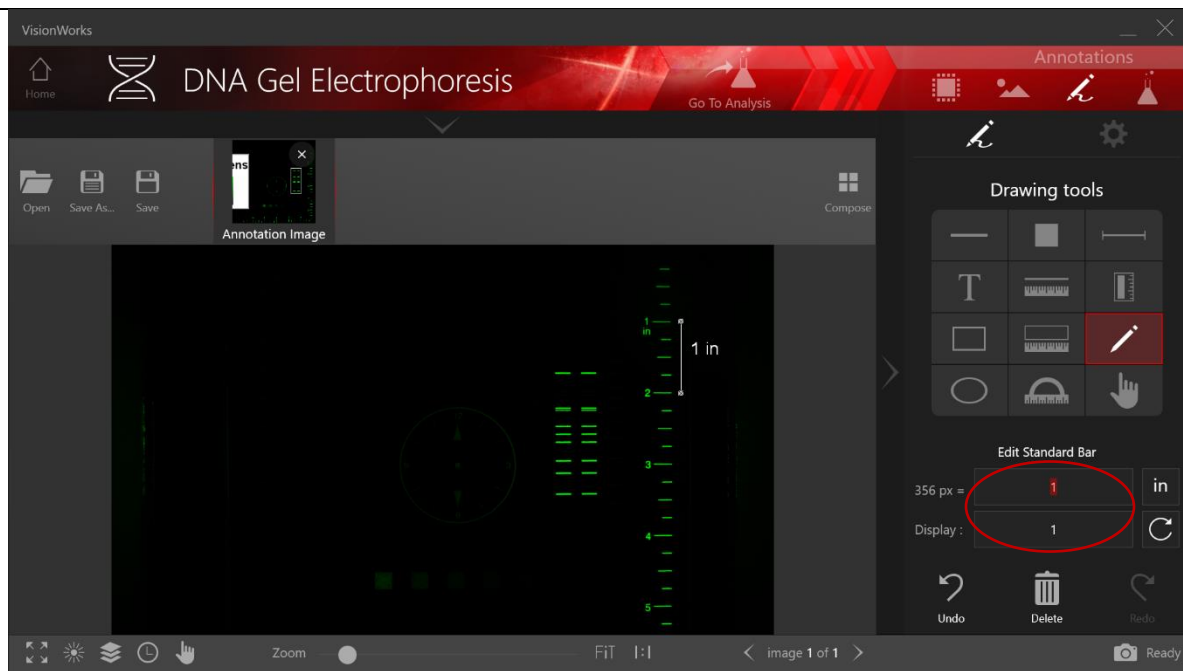 VisionWorks
Home
DNA Gel Electrophoresis
Go To Analysis
Annotations
Open
Save As...
Save
ens
Annotation Image
Compose
Drawing tools
T
1
in
1 in
2
3
4
5
Edit Standard Bar
356 px =
1
in
Display :
1
Undo
Delete
Redo
Zoom
FiT
1:1
image 1 of 1
Ready